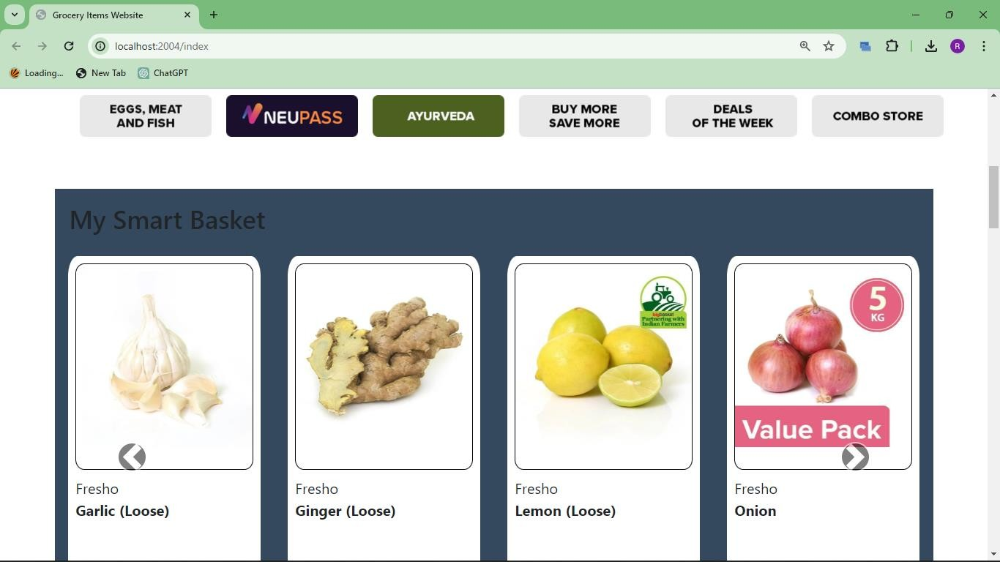 Grocery Items Website
localhost:2004/index
R
Loading...
New Tab
ChatGPT
EGGS, MEAT
AND FISH
NEUPASS
AYURVEDA
BUY MORE
SAVE MORE
DEALS
OF THE WEEK
COMBO STORE
My Smart Basket
bigbasket
Partnering with
Indian Farmers
5
KG
Value Pack
Fresho
Garlic (Loose)
Fresho
Ginger (Loose)
Fresho
Lemon (Loose)
Fresho
Onion